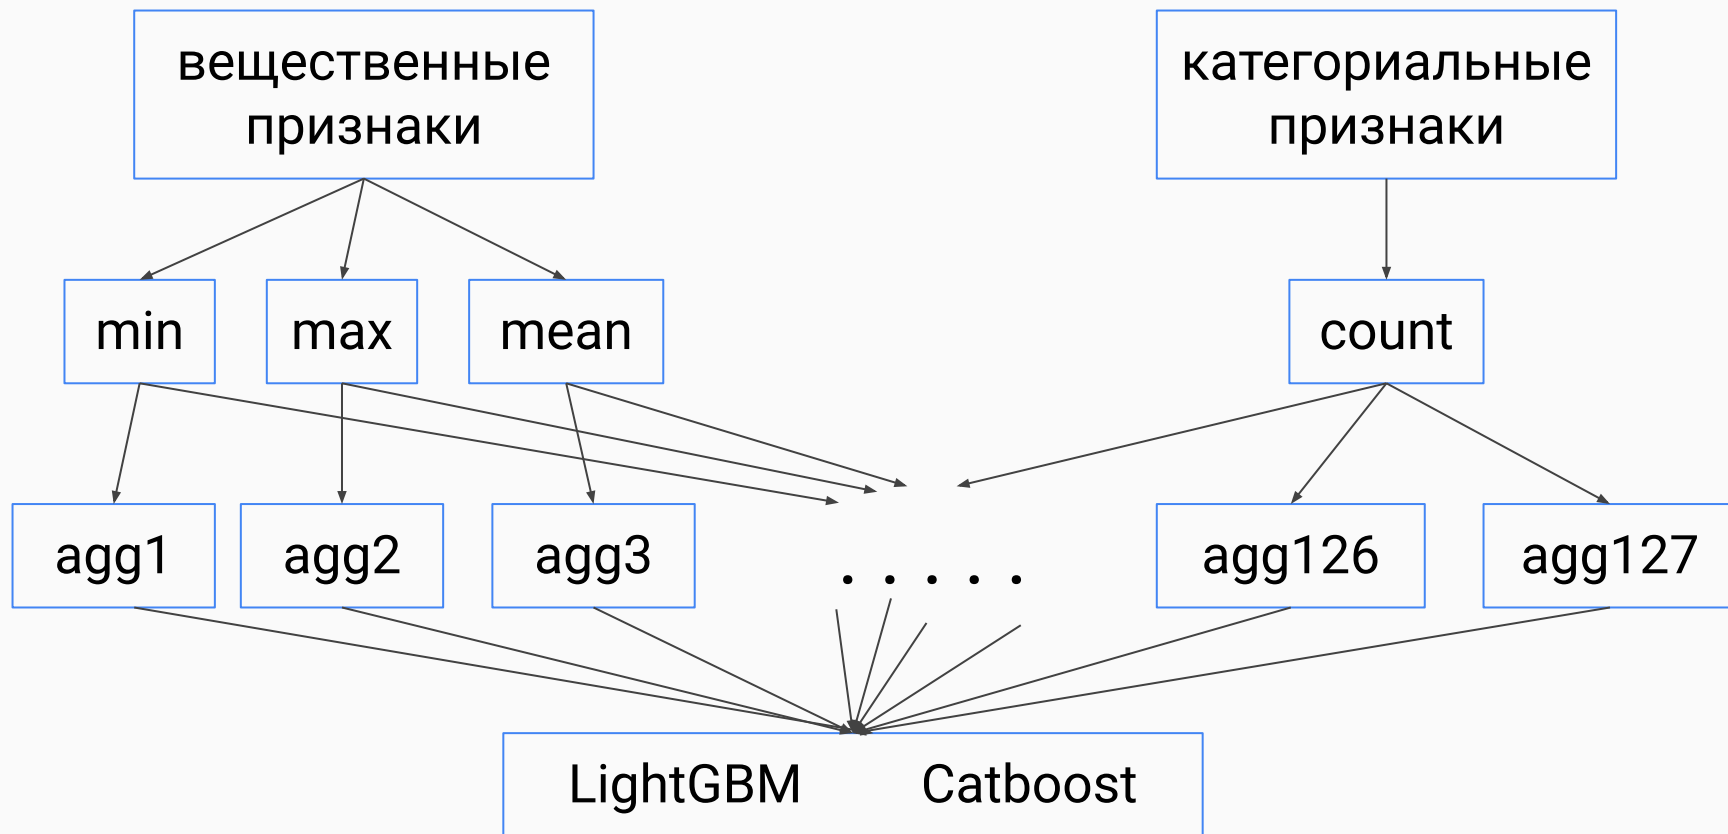 вещественные
признаки
категориальные
признаки
min max mean count
agg1 agg2 agg3 . . . . . agg126 agg127
LightGBM Catboost